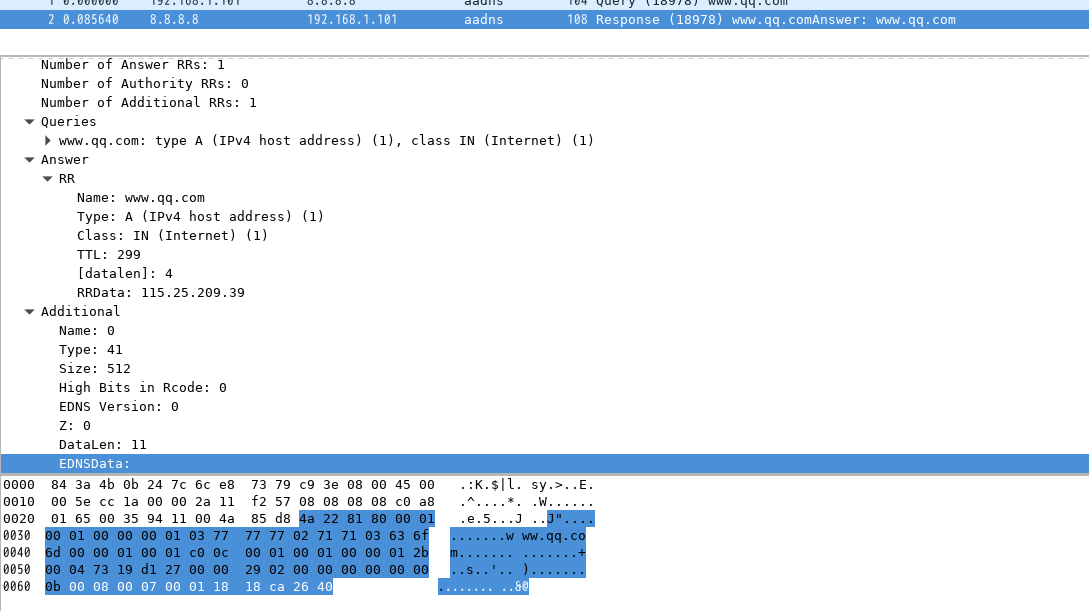 1 0.000000 192.168.1.101 8.8.8.8 aadns 104 Query (18978) www.qq.com
2 0.085640 8.8.8.8 192.168.1.101 aadns 108 Response (18978) www.qq.comAnswer: www.qq.com
Number of Answer RRs: 1
Number of Authority RRs: 0
Number of Additional RRs: 1
Queries
www.qq.com: type A (IPv4 host address) (1), class IN (Internet) (1)
Answer
RR
Name: www.qq.com
Type: A (IPv4 host address) (1)
Class: IN (Internet) (1)
TTL: 299
[datalen]: 4
RRData: 115.25.209.39
Additional
Name: 0
Type: 41
Size: 512
High Bits in Rcode: 0
EDNS Version: 0
Z: 0
DataLen: 11
EDNSData:
0000 84 3a 4b 0b 24 7c 6c e8 73 79 c9 3e 08 00 45 00 .:K.$|l. sy.>..E.
0010 00 5e cc 1a 00 00 2a 11 f2 57 08 08 08 08 c0 a8 .^....*. .W......
0020 01 65 00 35 94 11 00 4a 85 d8 4a 22 81 80 00 01 .e.5...J ..J"....
0030 00 01 00 00 00 01 03 77 77 77 02 71 71 03 63 6f .......w ww.qq.co
0040 6d 00 00 01 00 01 c0 0c 00 01 00 01 00 00 01 2b m....... .......+
0050 00 04 73 19 d1 27 00 00 29 02 00 00 00 00 00 00 ..s..'.. ).......
0060 0b 00 08 00 07 00 01 18 18 ca 26 40 ........ ..&@